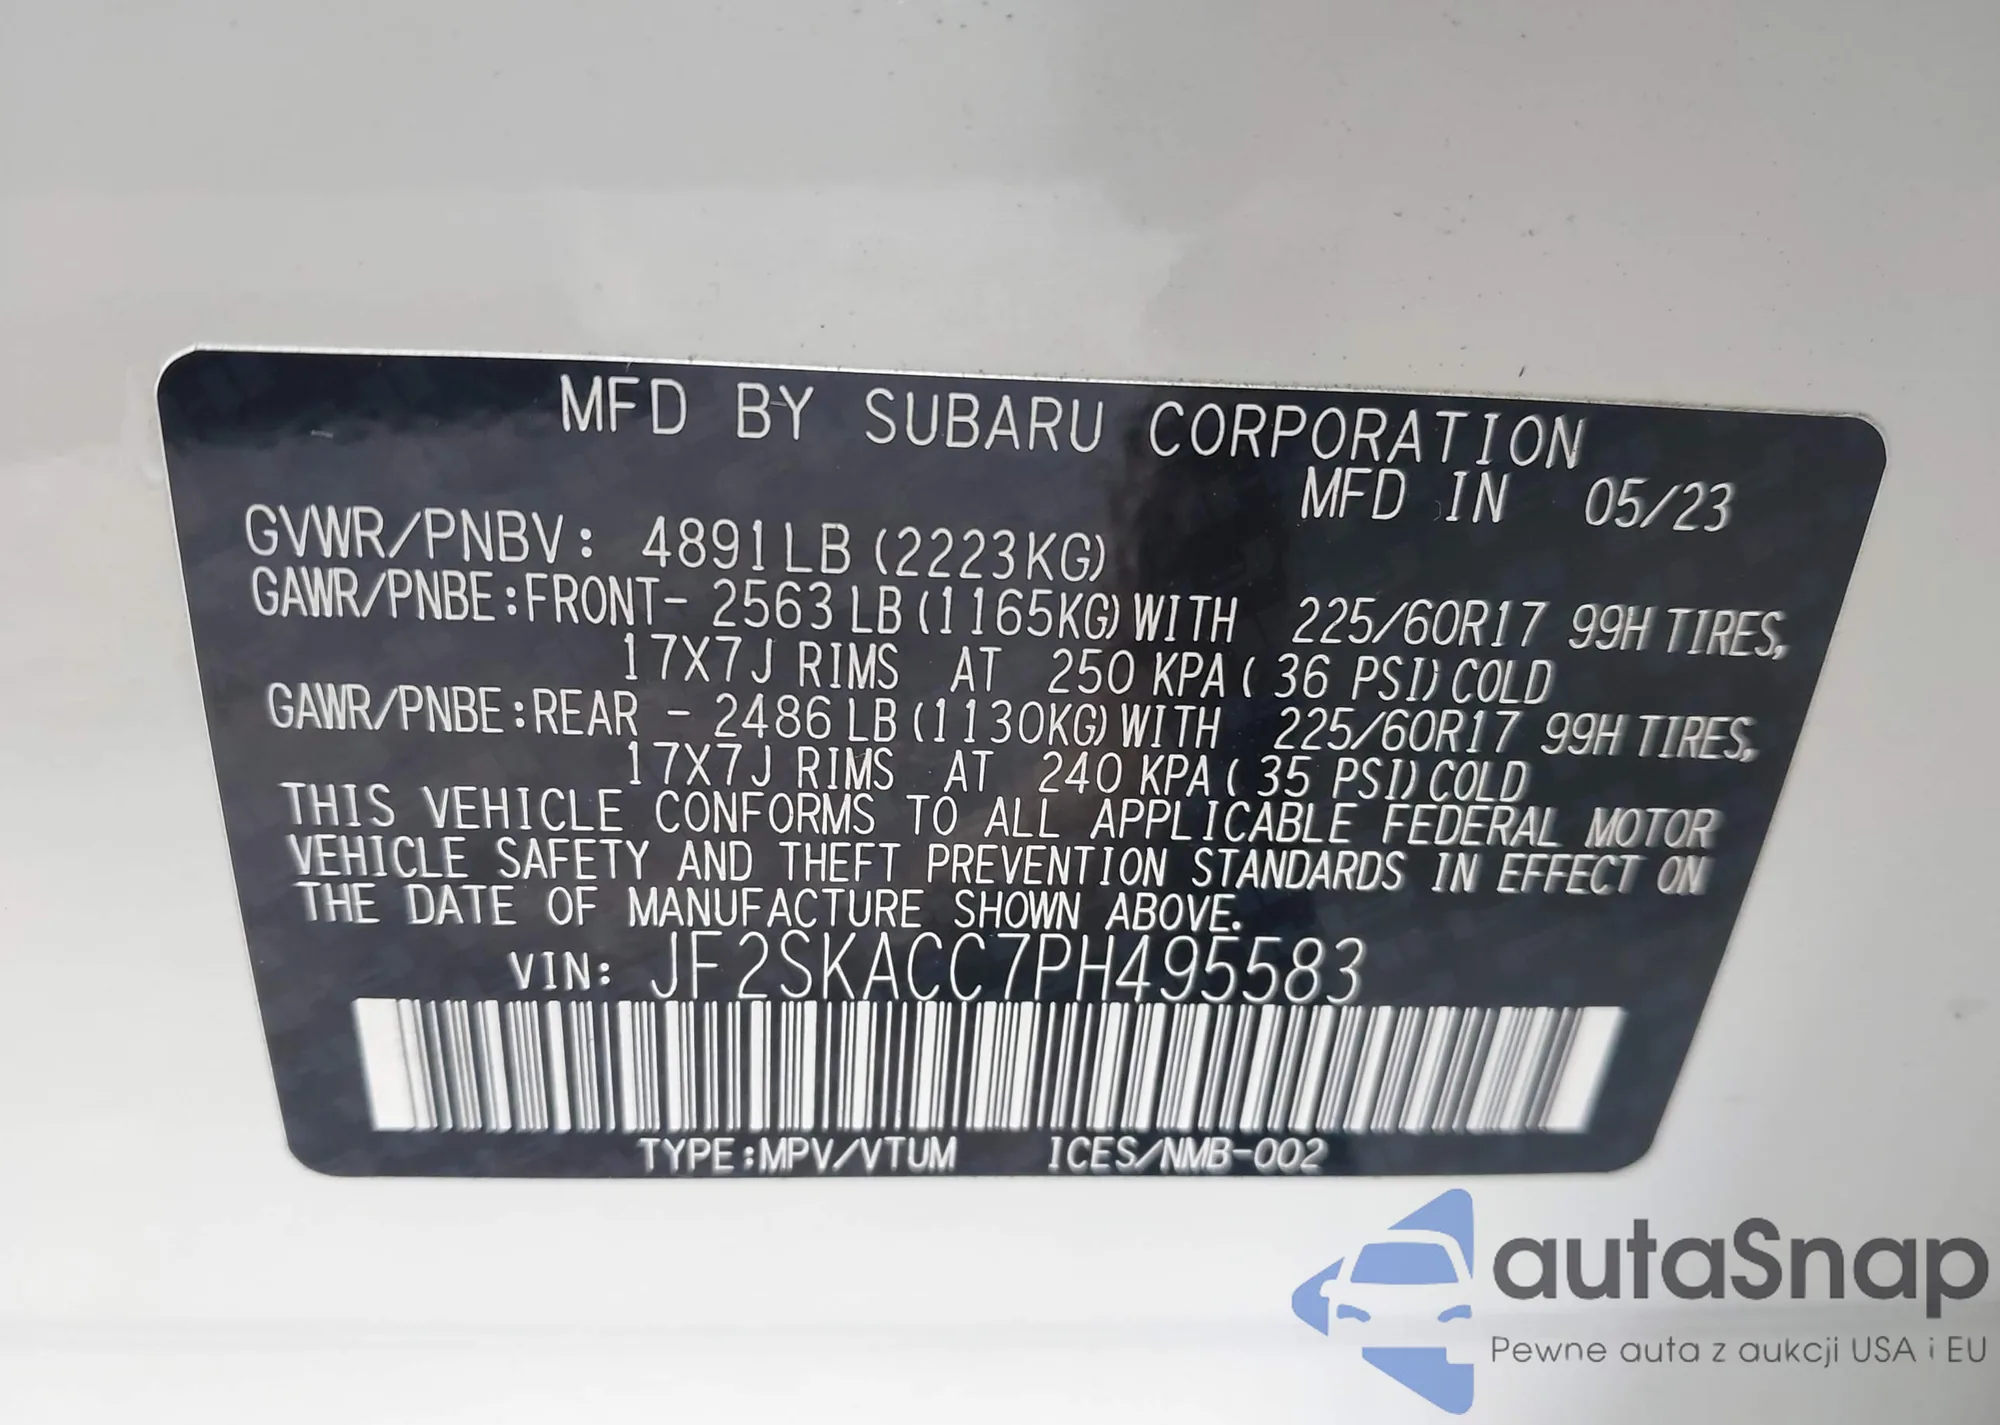 MFD BY SUBARU CORPORATION
MFD IN 05/23
GVWR/PNBV: 4891LB (2223KG)
GAWR/PNBE:FRONT- 2563 LB (1165KG) WITH 225/60R17 99H TIRES,
17X7J RIMS AT 250 KPA ( 36 PSI) COLD
GAWR/PNBE:REAR - 2486 LB (1130KG) WITH 225/60R17 99H TIRES,
17X7J RIMS AT 240 KPA ( 35 PSI) COLD
THIS VEHICLE CONFORMS TO ALL APPLICABLE FEDERAL MOTOR
VEHICLE SAFETY AND THEFT PREVENTION STANDARDS IN EFFECT ON
THE DATE OF MANUFACTURE SHOWN ABOVE.
VIN: JF2SKACC7PH495583
TYPE:MPV/VTUM ICES/NMB-002
autaSnap
Pewne auta z aukcji USA i EU